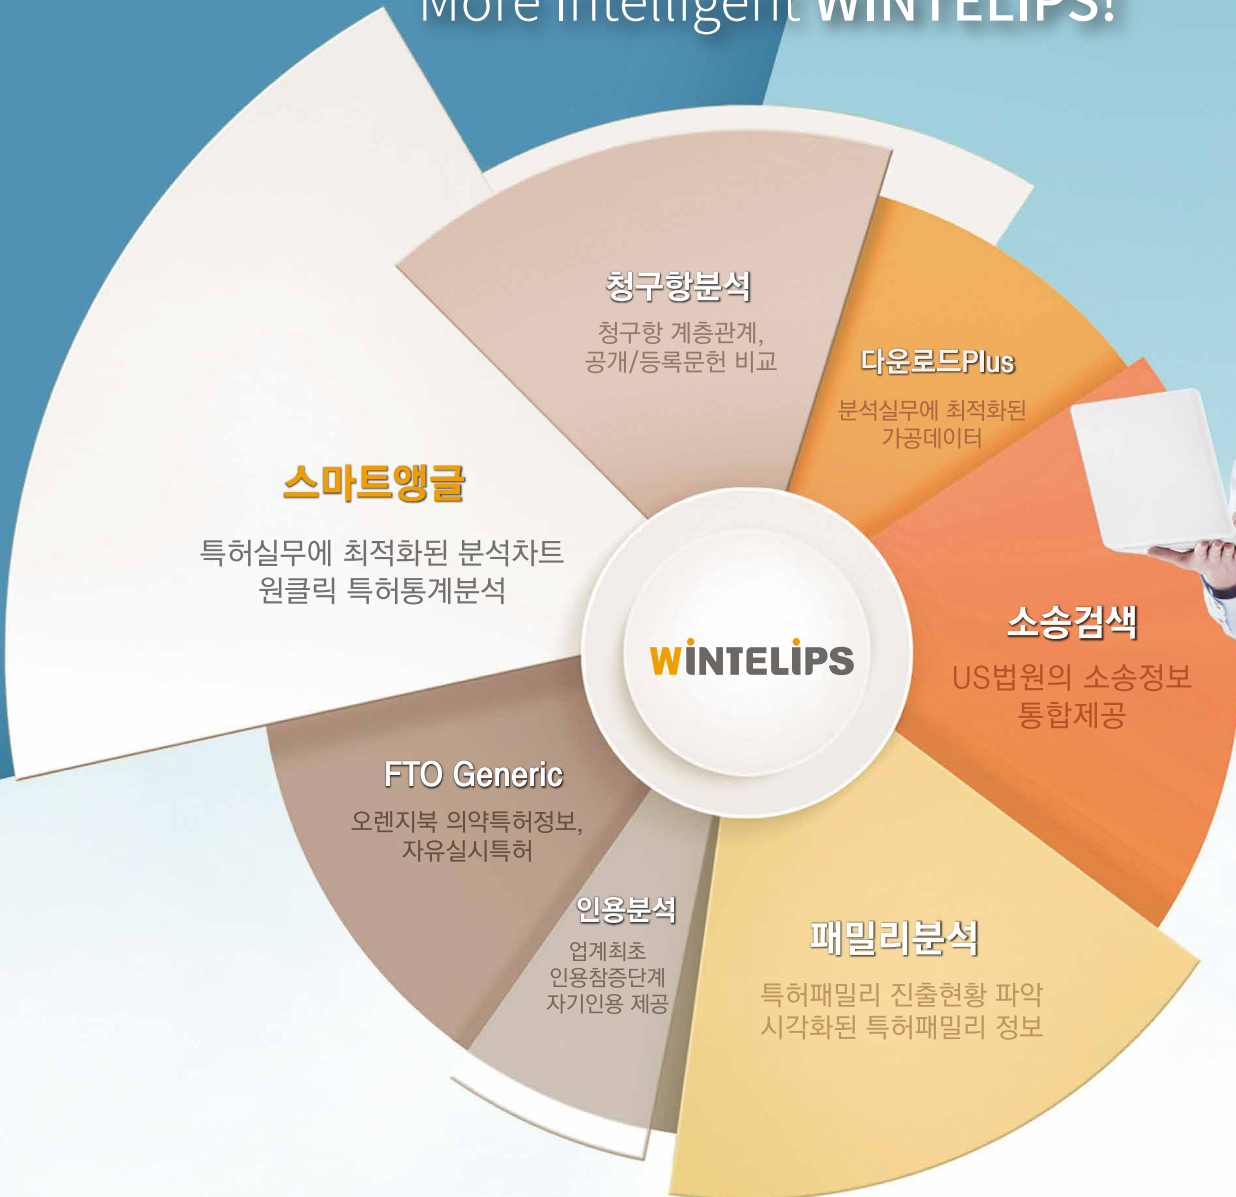 More Intelligent WINTELIPS!
청구항분석
청구항 계층관계,
공개/등록문헌 비교
다운로드Plus
분석실무에 최적화된
가공데이터
스마트앵글
특허실무에 최적화된 분석차트
원클릭 특허통계분석
소송검색
US법원의 소송정보
통합제공
WiNTELiPS
FTO Generic
오렌지북 의약특허정보,
자유실시특허
인용분석
업계최초
인용참증단계
자기인용 제공
패밀리분석
특허패밀리 진출현황 파악
시각화된 특허패밀리 정보